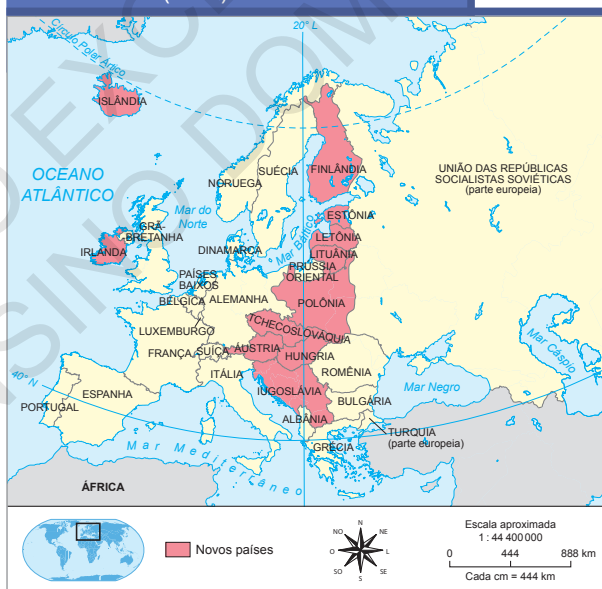 20° L
Círculo Polar Ártico
ISLÂNDIA
OCEANO
ATLÂNTICO
SUÉCIA
FINLÂNDIA
NORUEGA
UNIÃO DAS REPÚBLICAS
SOCIALISTAS SOVIÉTICAS
(parte europeia)
Mar do
Norte
GRÃ-
BRETANHA
IRLANDA
DINAMARCA
Mar Báltico
ESTÔNIA
LETÔNIA
LITUÂNIA
PRÚSSIA
ORIENTAL
PAÍSES
BAIXOS
BÉLGICA
ALEMANHA
POLÔNIA
LUXEMBURGO
TCHECOSLOVÁQUIA
FRANÇA
SUÍÇA
ÁUSTRIA
HUNGRIA
ITÁLIA
ROMÊNIA
IUGOSLÁVIA
Mar Cáspio
Mar Negro
40° N
PORTUGAL
ESPANHA
BULGÁRIA
ALBÂNIA
TURQUIA
(parte europeia)
GRÉCIA
Mar Mediterrâneo
ÁFRICA
Novos países
N
NO
NE
O
L
SO
SE
S
Escala aproximada
1 : 44 400 000
0 444 888 km
Cada cm = 444 km